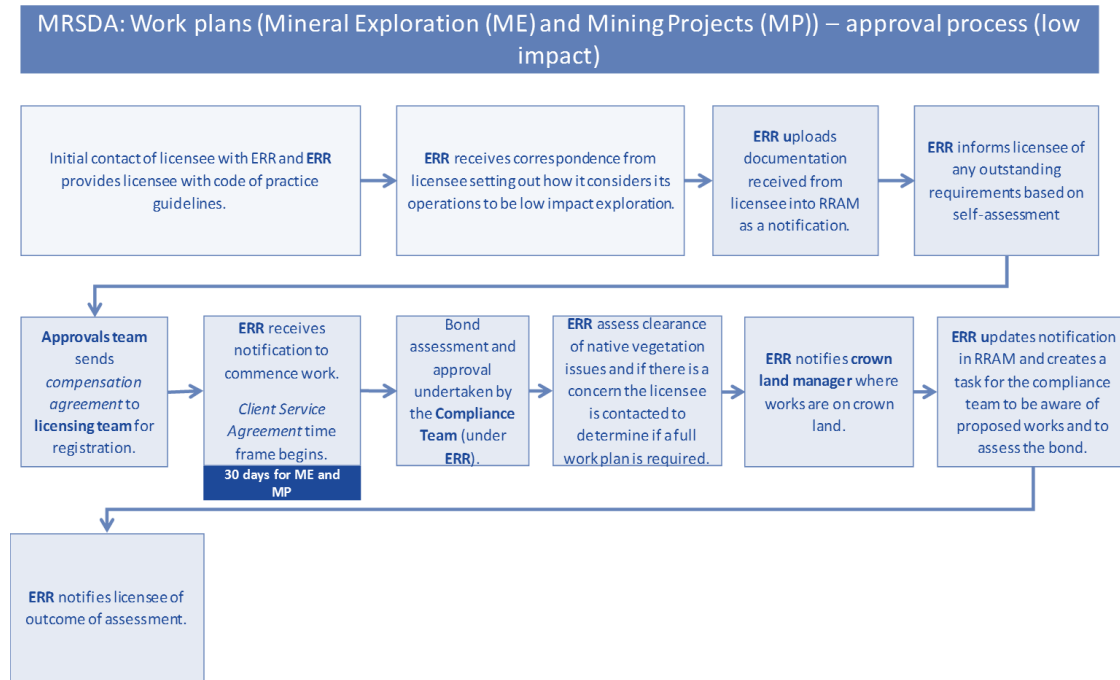 MRSDA: Work plans (Mineral Exploration (ME) and Mining Projects (MP)) – approval process (low
impact)
Initial contact of licensee with ERR and ERR
provides licensee with code of practice
guidelines.
ERR receives correspondence from
licensee setting out how it considers its
operations to be low impact exploration.
ERR uploads
documentation
received from
licensee into RRAM
as a notification.
ERR informs licensee of
any outstanding
requirements based on
self-assessment
Approvals team
sends
compensation
agreement to
licensing team for
registration.
ERR receives
notification to
commence work.
Client Service
Agreement time
frame begins.
30 days for ME and
MP
Bond
assessment and
approval
undertaken by
the Compliance
Team (under
ERR).
ERR assess clearance
of native vegetation
issues and if there is a
concern the licensee
is contacted to
determine if a full
work plan is required.
ERR notifies crown
land manager where
works are on crown
land.
ERR updates notification
in RRAM and creates a
task for the compliance
team to be aware of
proposed works and to
assess the bond.
ERR notifies licensee of
outcome of assessment.